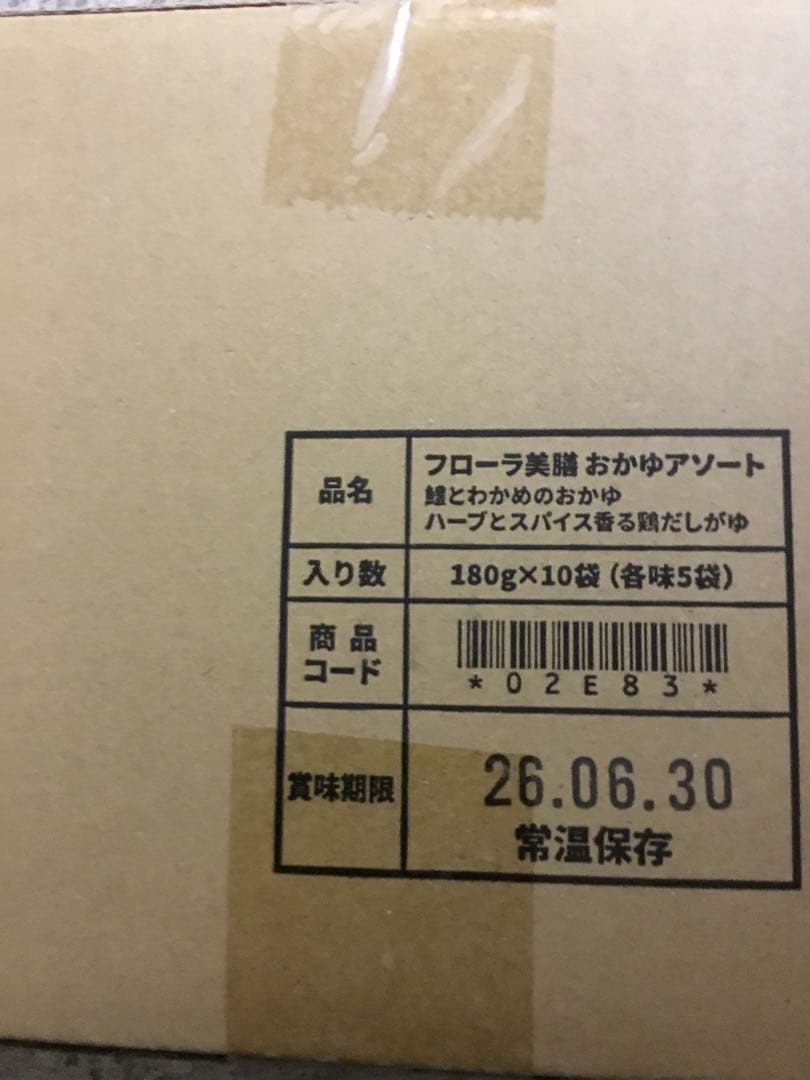 品名
フローラ美膳 おかゆアソート
鱧とわかめのおかゆ
ハーブとスパイス香る鶏だしがゆ
入り数
180g×10袋（各味5袋）
商品
コード
*02E83*
賞味期限
26.06.30
常温保存